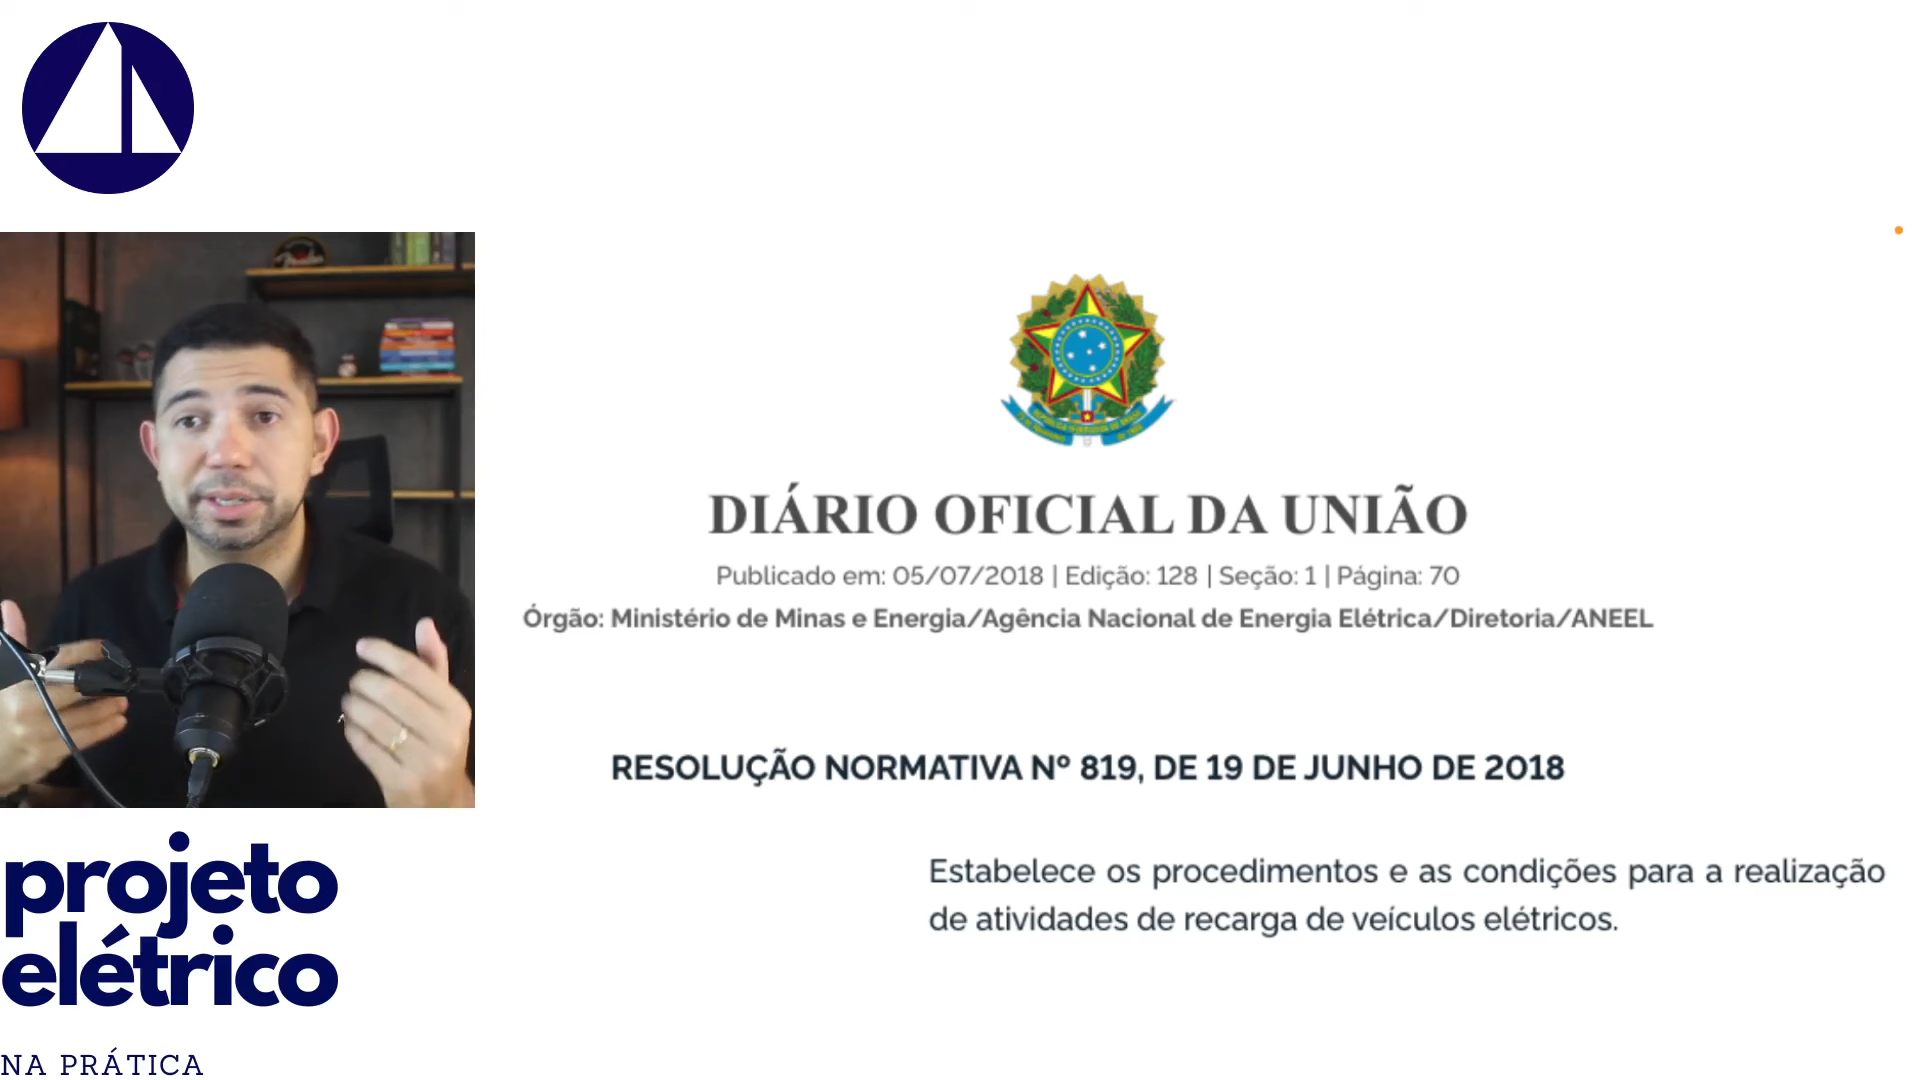 DIÁRIO OFICIAL DA UNIÃO
Publicado em: 05/07/2018 | Edição: 128 | Seção: 1 | Página: 70
Órgão: Ministério de Minas e Energia/Agência Nacional de Energia Elétrica/Diretoria/ANEEL
RESOLUÇÃO NORMATIVA Nº 819, DE 19 DE JUNHO DE 2018
Estabelece os procedimentos e as condições para a realização
de atividades de recarga de veículos elétricos.
projeto
elétrico
NA PRÁTICA